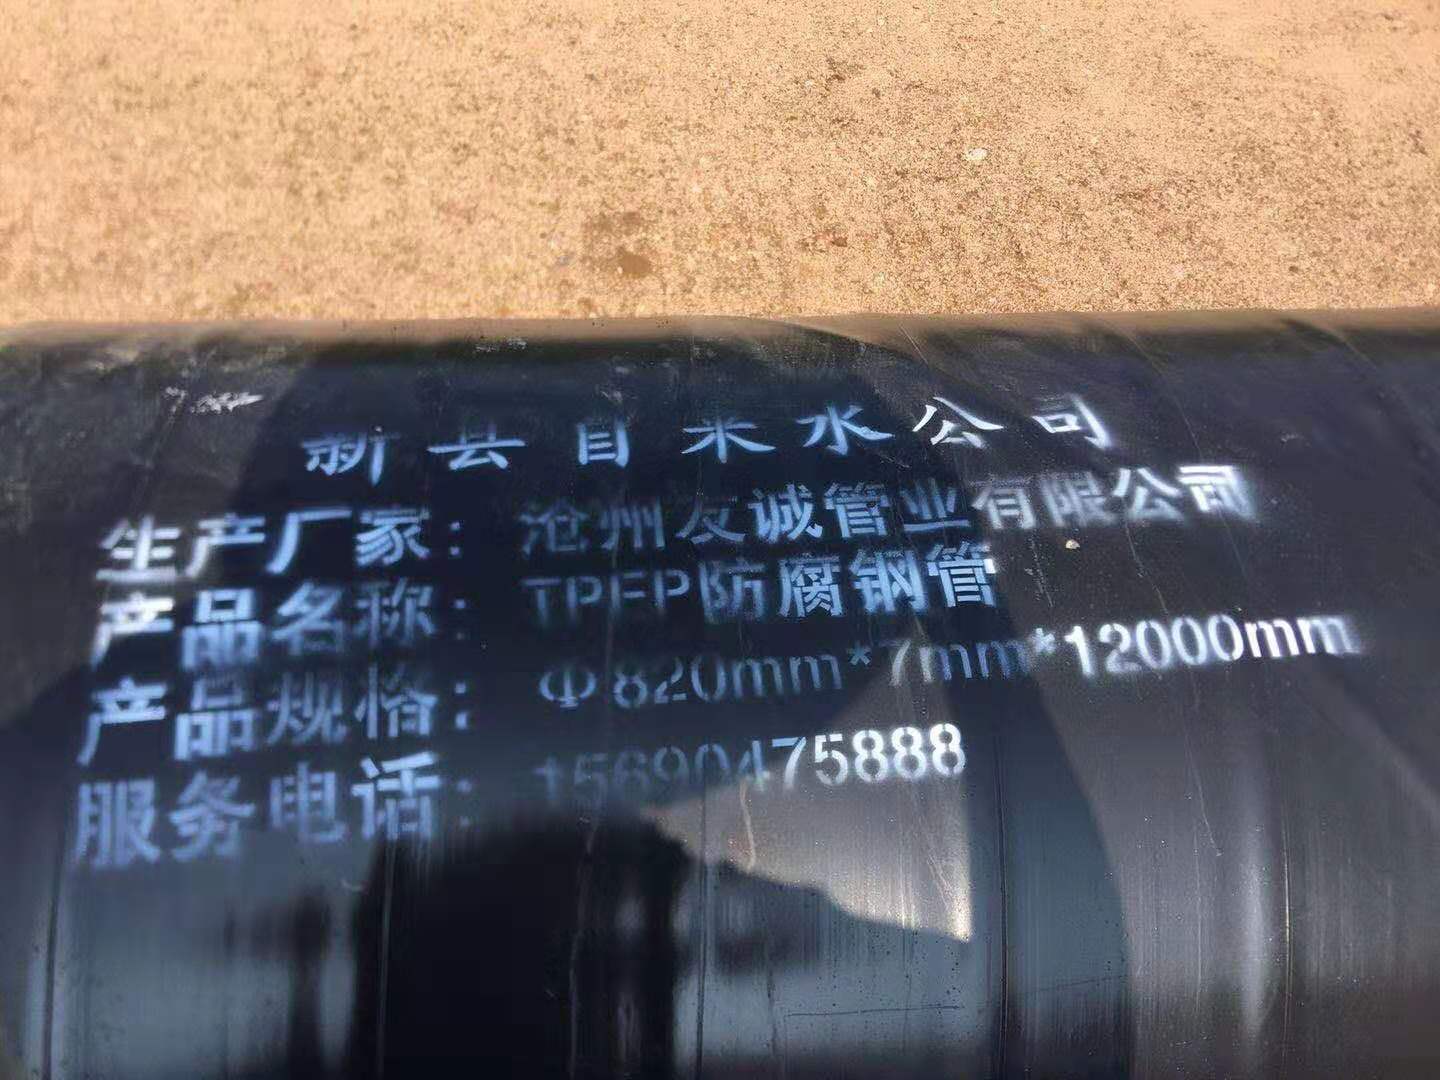 新县自来水公司
生产厂家：沧州友诚管业有限公司
产品名称：TPEP防腐钢管
产品规格：Φ820mm*7mm*12000mm
服务电话：15690475888